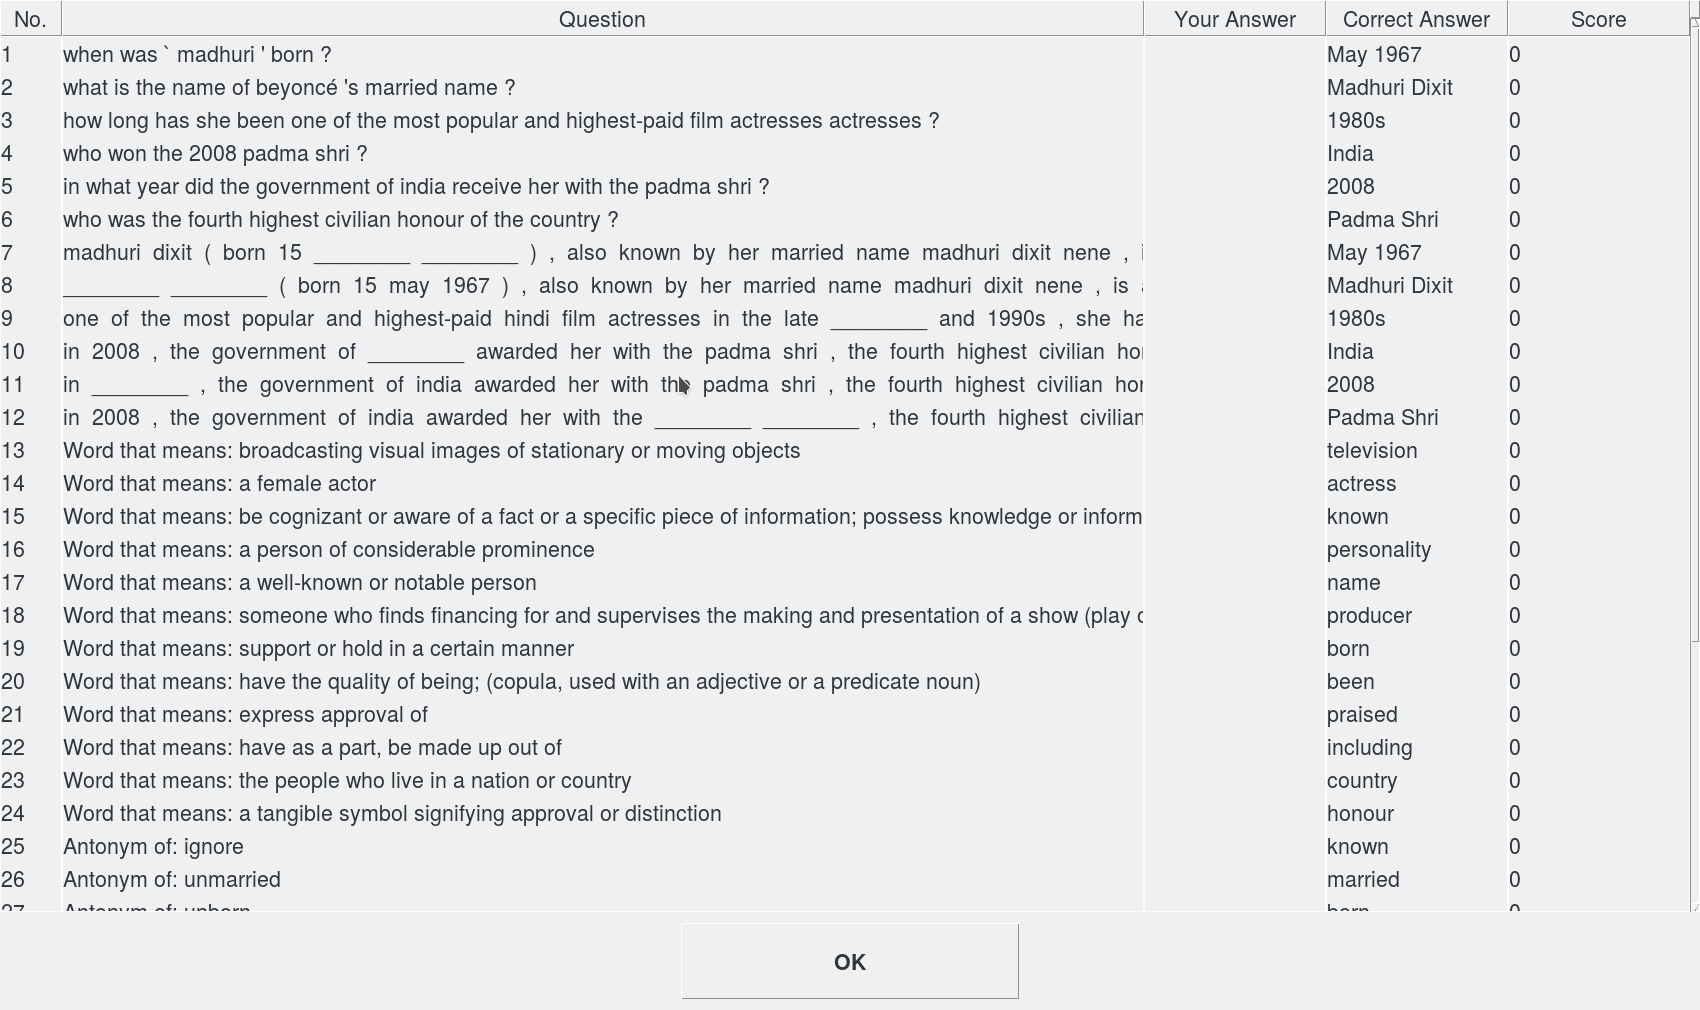 No. Question Your Answer Correct Answer Score
1 when was ` madhuri ' born ? May 1967 0
2 what is the name of beyoncé 's married name ? Madhuri Dixit 0
3 how long has she been one of the most popular and highest-paid film actresses actresses ? 1980s 0
4 who won the 2008 padma shri ? India 0
5 in what year did the government of india receive her with the padma shri ? 2008 0
6 who was the fourth highest civilian honour of the country ? Padma Shri 0
7 madhuri dixit ( born 15 ________ ________ ) , also known by her married name madhuri dixit nene , May 1967 0
8 ________ ________ ( born 15 may 1967 ) , also known by her married name madhuri dixit nene , is Madhuri Dixit 0
9 one of the most popular and highest-paid hindi film actresses in the late ________ and 1990s , she ha 1980s 0
10 in 2008 , the government of ________ awarded her with the padma shri , the fourth highest civilian ho India 0
11 in ________ , the government of india awarded her with the padma shri , the fourth highest civilian hor 2008 0
12 in 2008 , the government of india awarded her with the ________ ________ , the fourth highest civilian Padma Shri 0
13 Word that means: broadcasting visual images of stationary or moving objects television 0
14 Word that means: a female actor actress 0
15 Word that means: be cognizant or aware of a fact or a specific piece of information; possess knowledge or inform known 0
16 Word that means: a person of considerable prominence personality 0
17 Word that means: a well-known or notable person name 0
18 Word that means: someone who finds financing for and supervises the making and presentation of a show (play producer 0
19 Word that means: support or hold in a certain manner born 0
20 Word that means: have the quality of being; (copula, used with an adjective or a predicate noun) been 0
21 Word that means: express approval of praised 0
22 Word that means: have as a part, be made up out of including 0
23 Word that means: the people who live in a nation or country country 0
24 Word that means: a tangible symbol signifying approval or distinction honour 0
25 Antonym of: ignore known 0
26 Antonym of: unmarried married 0
27 Antonym of: unborn born 0
OK